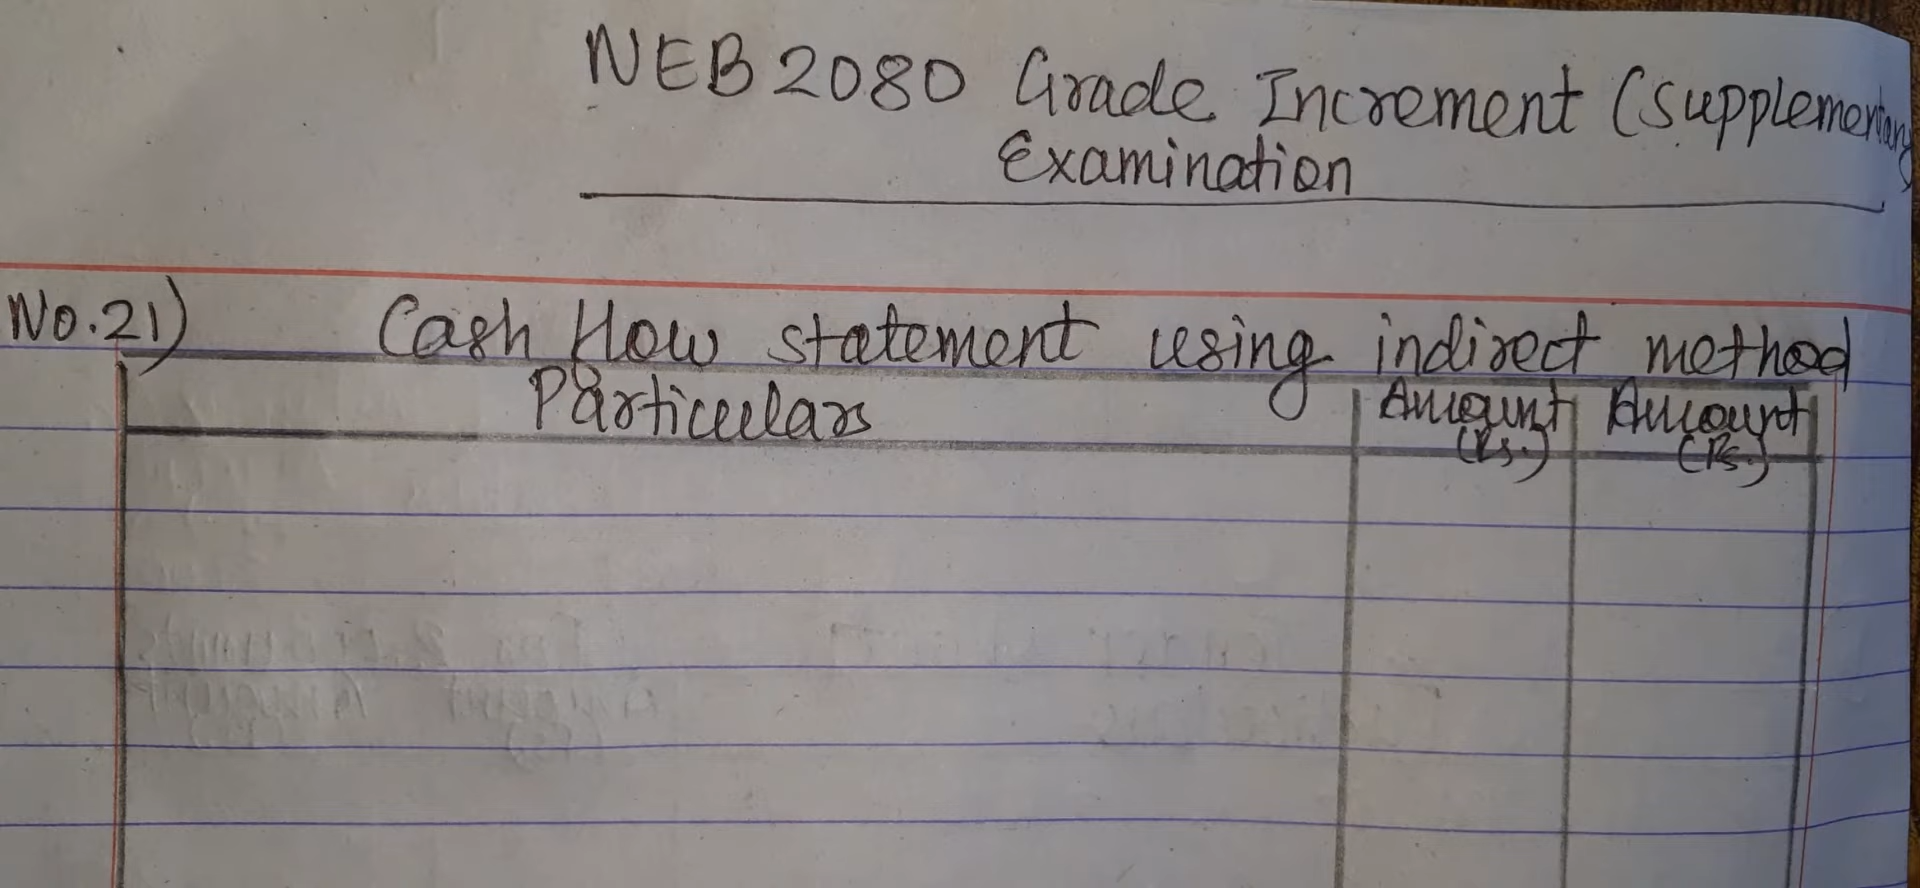 NEB 2080 Grade Increment (Supplementary
Examination
No.21) Cash Flow statement using indirect method
Particulars Amount (Rs.) Amount (Rs.)